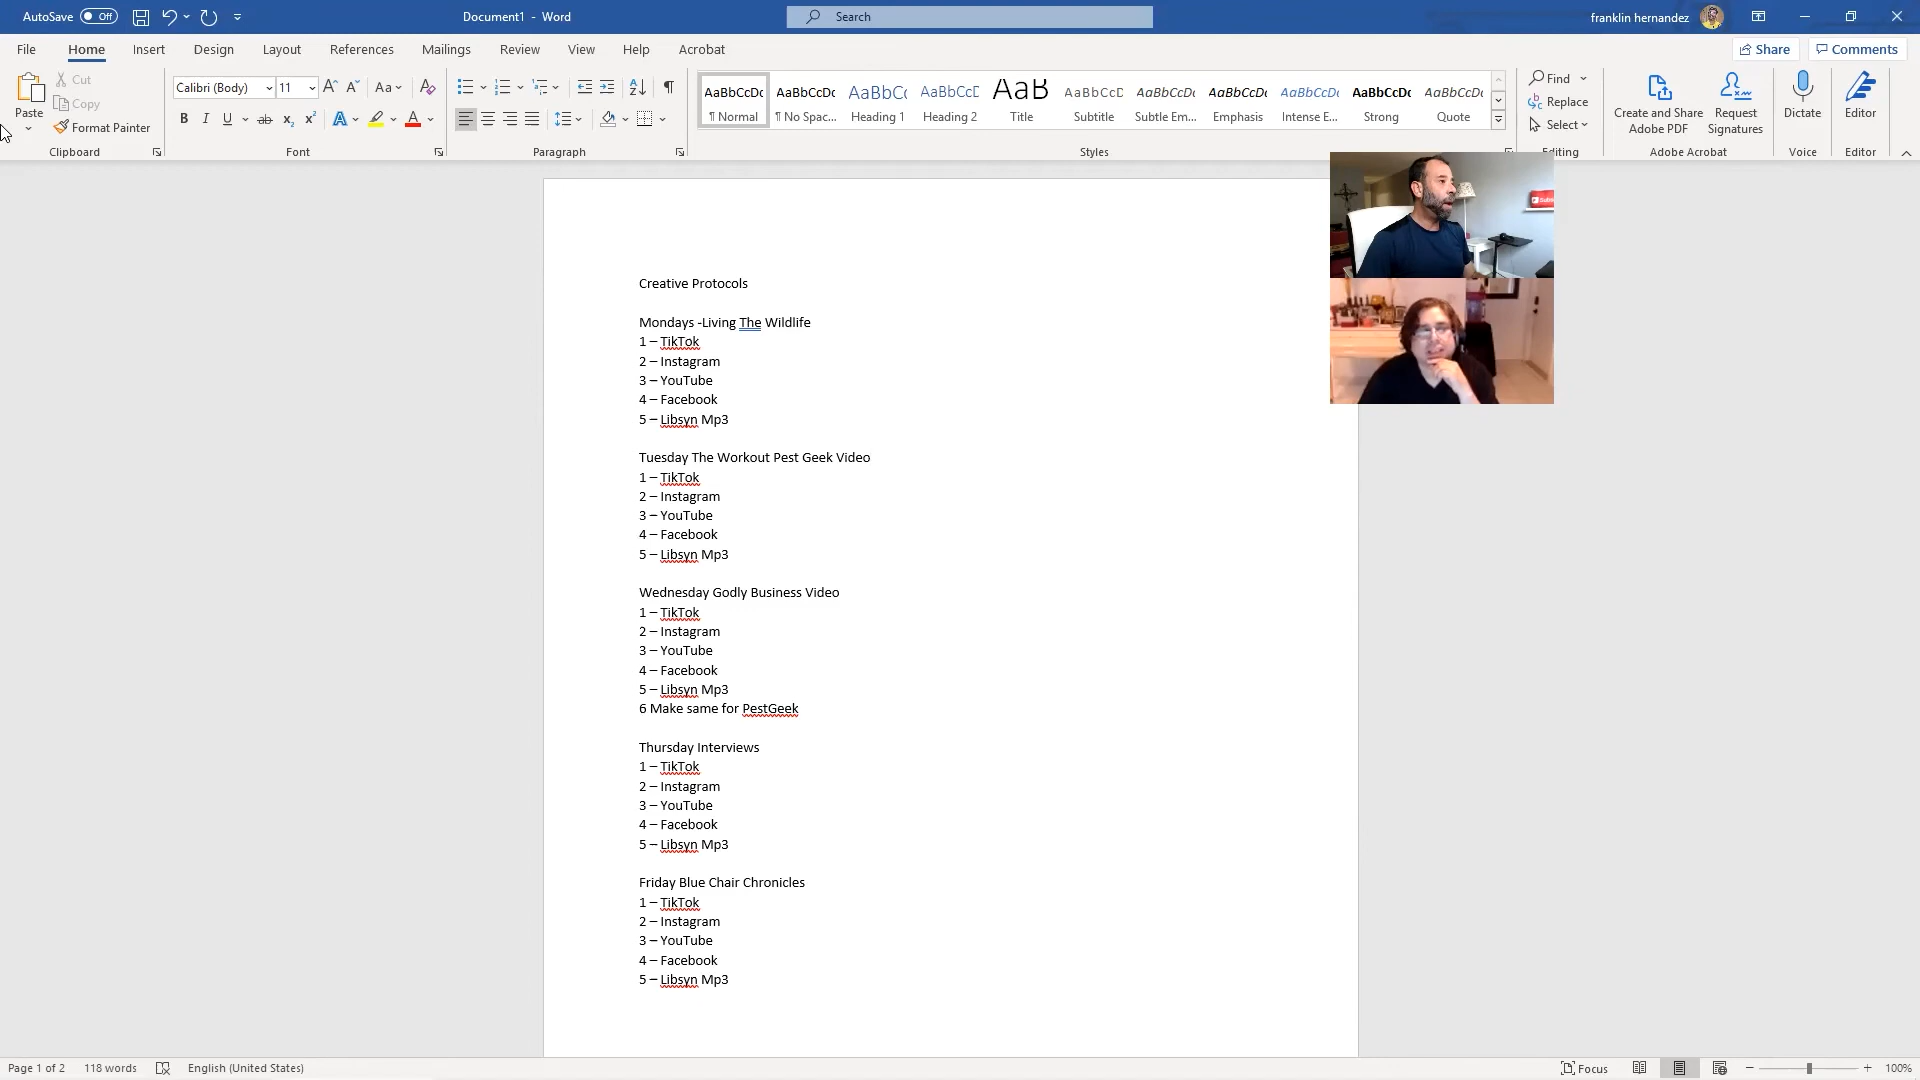 AutoSave Off Document1 - Word Search franklin hernandez
File Home Insert Design Layout References Mailings Review View Help Acrobat Share Comments
Paste Cut Copy Format Painter Clipboard
Calibri (Body) 11 Font
Paragraph
AaBbCcDc AaBbCcDc AaBbCc AaBbCcD AaB AaBbCcD AaBbCcDc AaBbCcDc AaBbCcDc AaBbCcDc AaBbCcDc
¶ Normal ¶ No Spac... Heading 1 Heading 2 Title Subtitle Subtle Em... Emphasis Intense E... Strong Quote
Styles
Find Replace Select Editing
Create and Share Adobe PDF Request Signatures Adobe Acrobat
Dictate Voice
Editor Editor
Creative Protocols
Mondays -Living The Wildlife
1 – TikTok
2 – Instagram
3 – YouTube
4 – Facebook
5 – Libsyn Mp3
Tuesday The Workout Pest Geek Video
1 – TikTok
2 – Instagram
3 – YouTube
4 – Facebook
5 – Libsyn Mp3
Wednesday Godly Business Video
1 – TikTok
2 – Instagram
3 – YouTube
4 – Facebook
5 – Libsyn Mp3
6 Make same for PestGeek
Thursday Interviews
1 – TikTok
2 – Instagram
3 – YouTube
4 – Facebook
5 – Libsyn Mp3
Friday Blue Chair Chronicles
1 – TikTok
2 – Instagram
3 – YouTube
4 – Facebook
5 – Libsyn Mp3
Page 1 of 2 118 words English (United States) Focus 100%